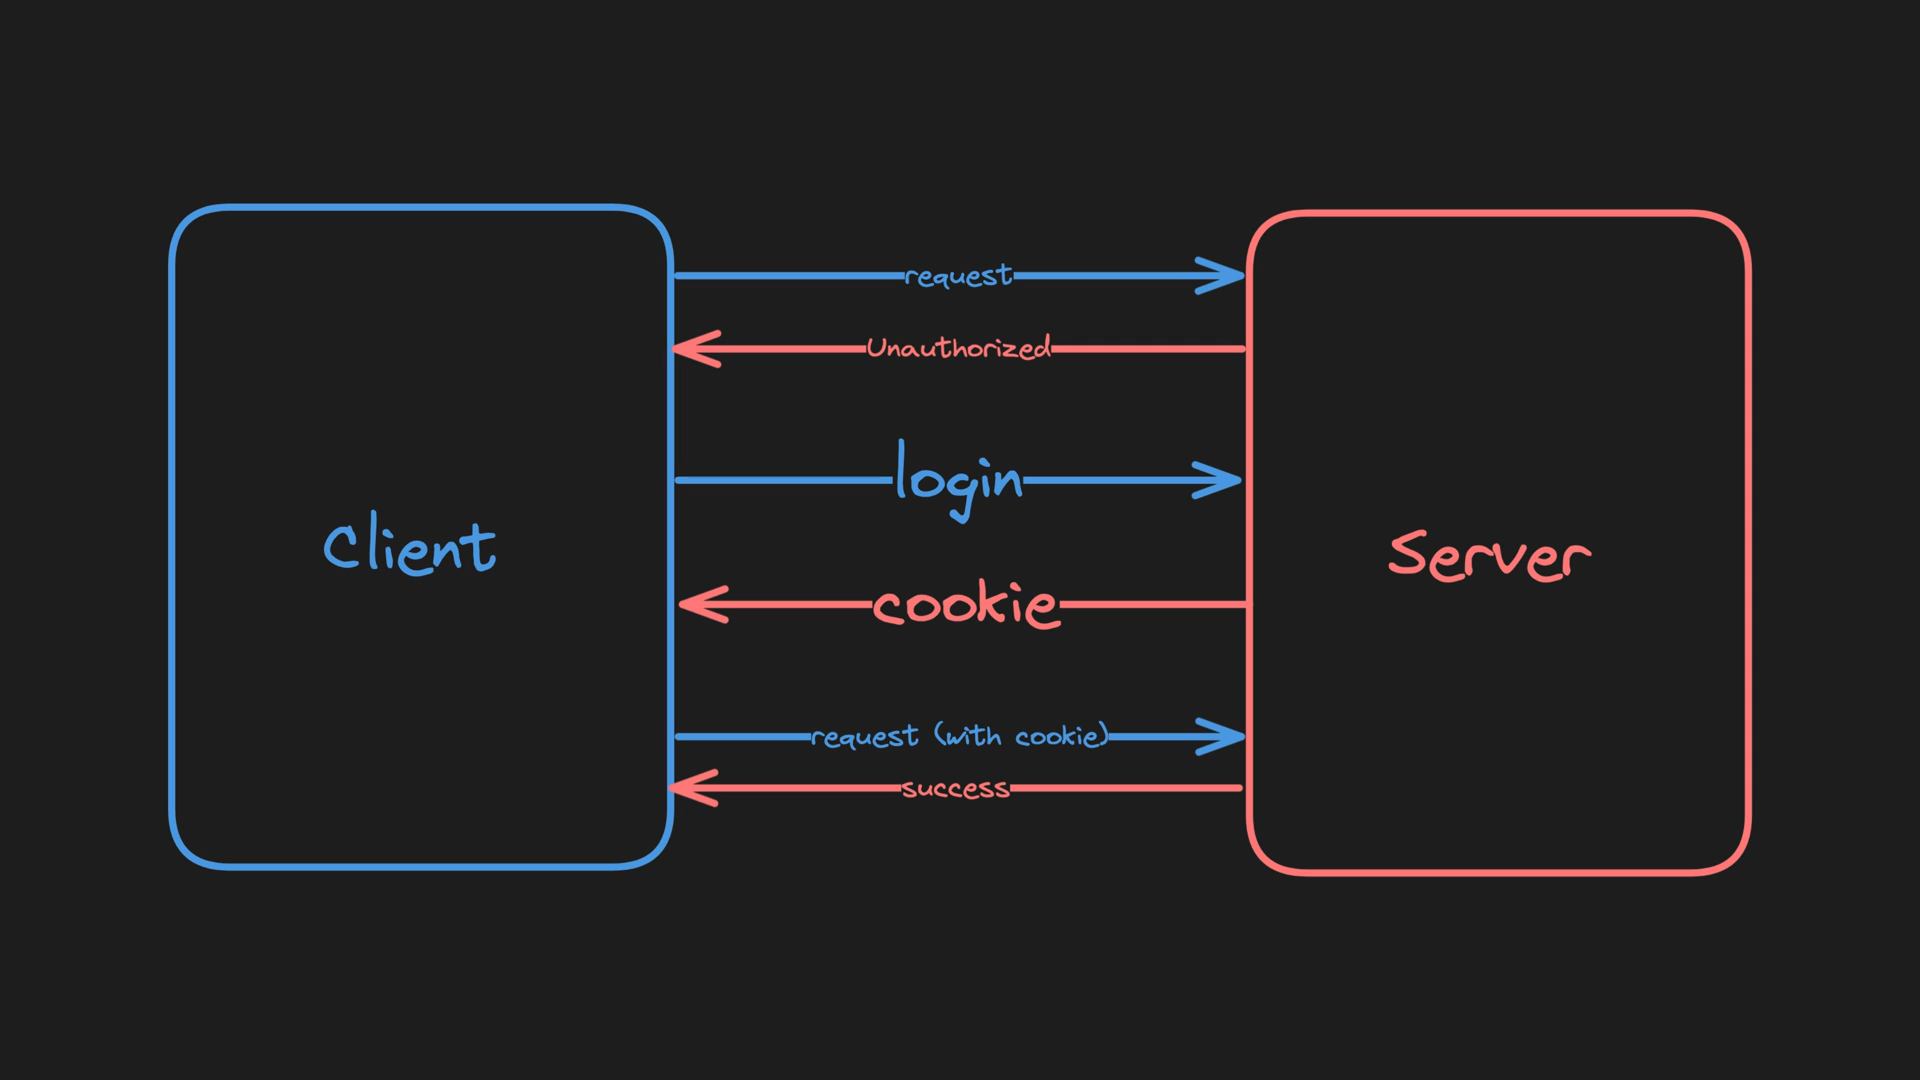 request
Unauthorized
login
Client
Server
cookie
request (with cookie)
success